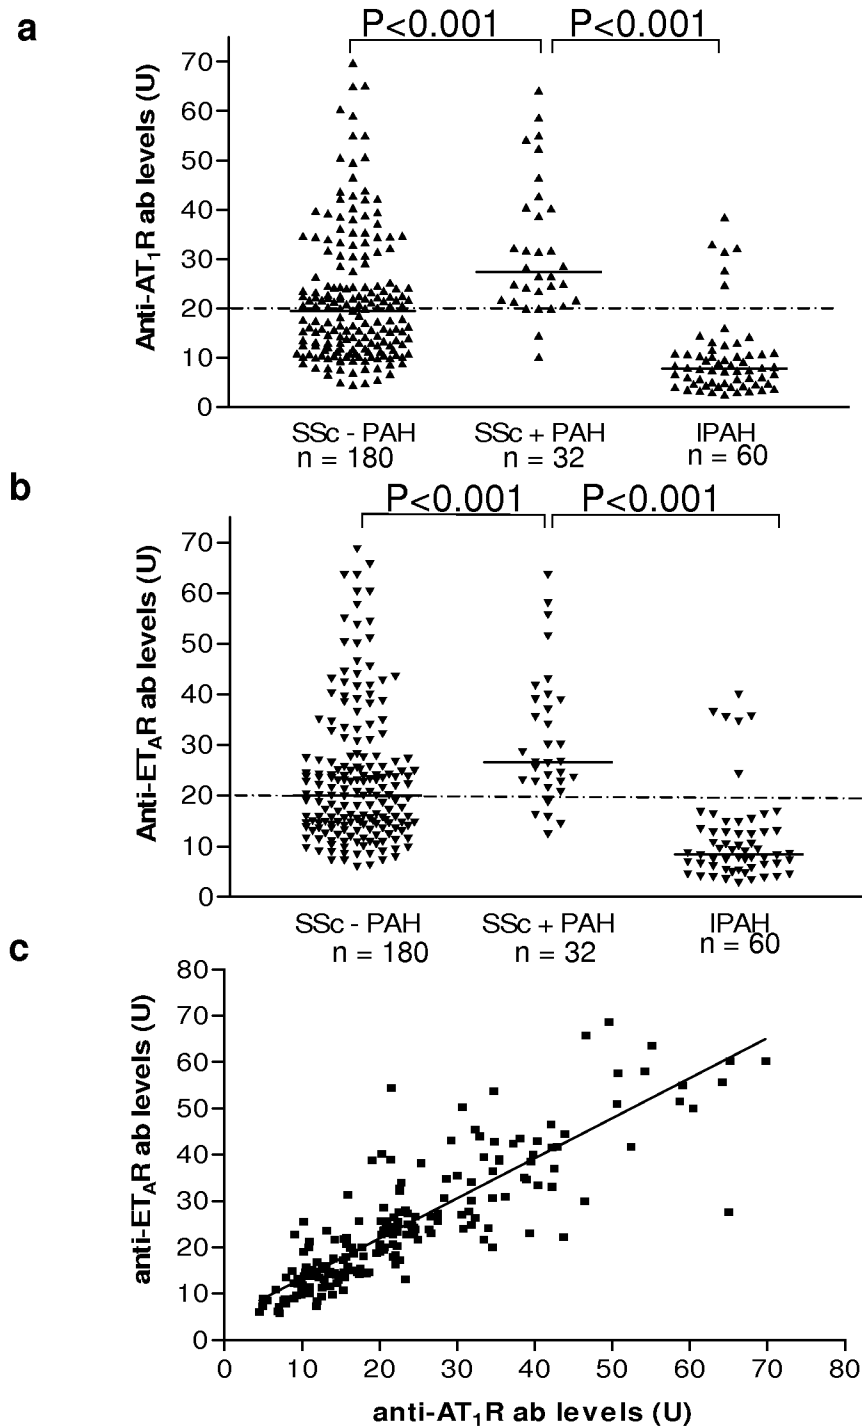 a
P<0.001 P<0.001
Anti-AT1R ab levels (U)
70
60
50
40
30
20
10
0
SSc - PAH SSc + PAH IPAH
n = 180 n = 32 n = 60
b
P<0.001 P<0.001
Anti-ETAR ab levels (U)
70
60
50
40
30
20
10
0
SSc - PAH SSc + PAH IPAH
n = 180 n = 32 n = 60
c
anti-ETAR ab levels (U)
80
70
60
50
40
30
20
10
0
0 10 20 30 40 50 60 70 80
anti-AT1R ab levels (U)